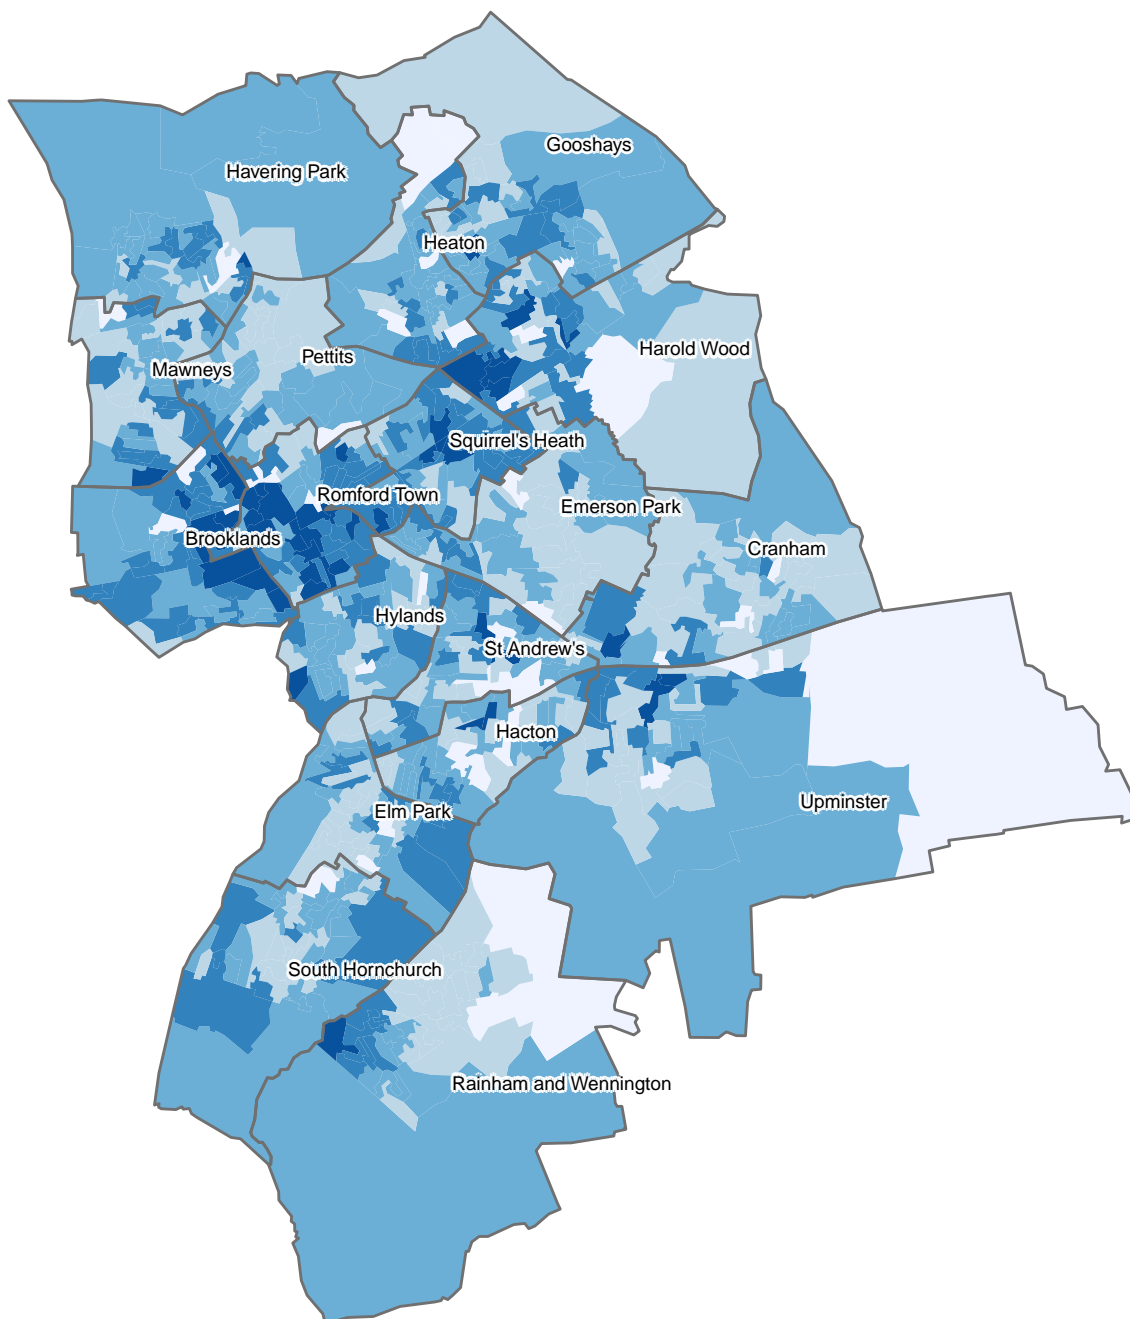 Gooshays
Havering Park
Heaton
Harold Wood
Pettits
Mawneys
Squirrel's Heath
Romford Town
Emerson Park
Brooklands
Cranham
Hylands
St Andrew's
Hacton
Upminster
Elm Park
South Hornchurch
Rainham and Wennington